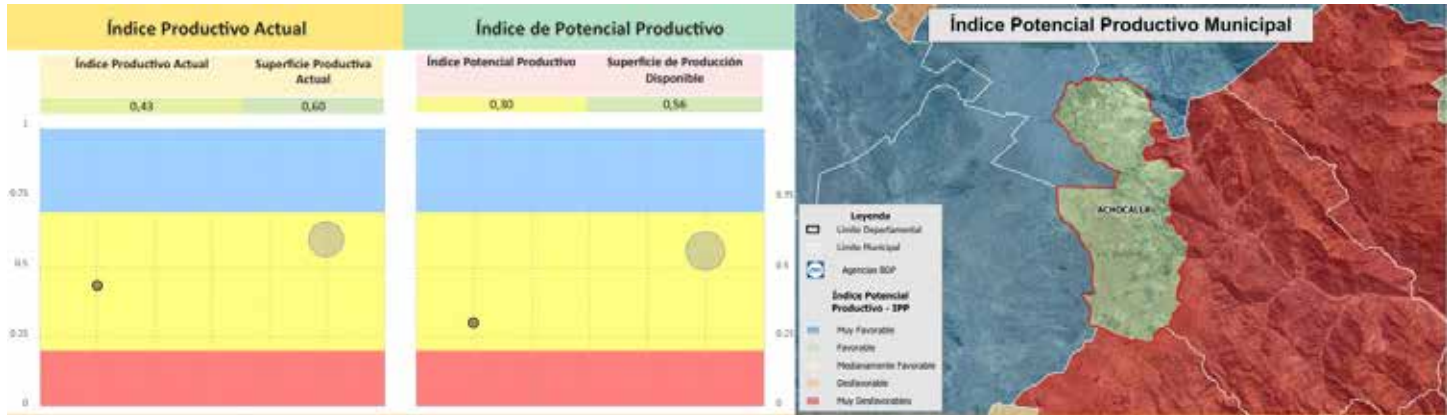 Índice Productivo Actual
Índice de Potencial Productivo
Índice Potencial Productivo Municipal
Índice Productivo Actual
Superficie Productiva
Actual
Índice Potencial Productivo
Superficie de Producción
Disponible
0,43
0,60
0,30
0,56
1
0.75
0.5
0.25
0
0.75
0.5
0.25
0
ACHOCALLA
Leyenda
Límite Departamental
Límite Municipal
Agencias BDP
Índice Potencial
Productivo - IPP
Muy Favorable
Favorable
Medianamente Favorable
Desfavorable
Muy Desfavorables